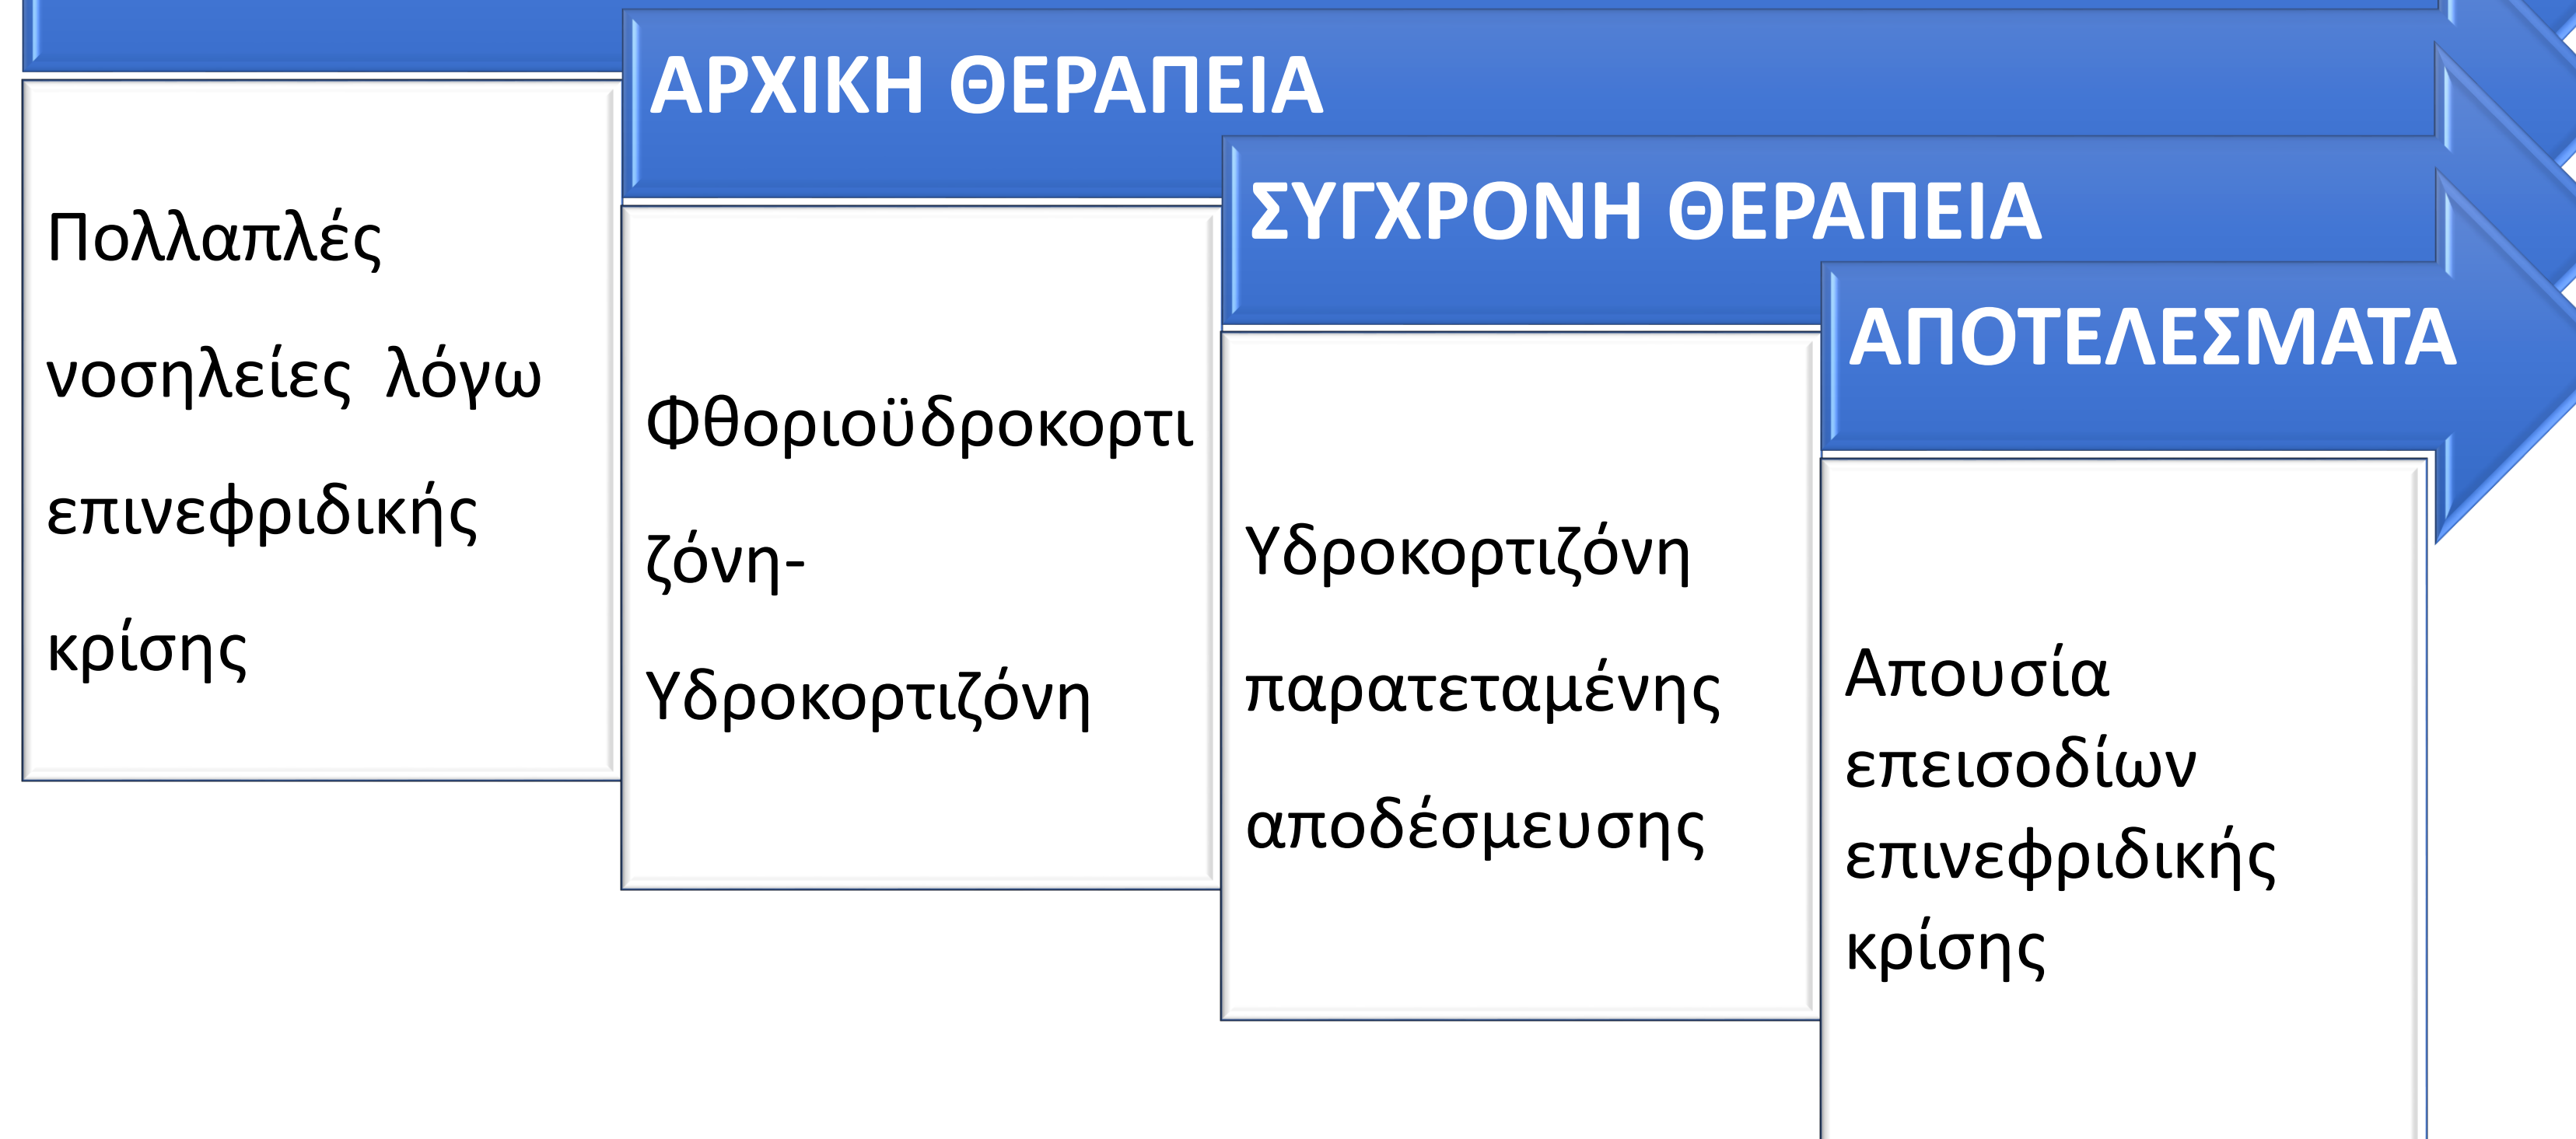 Πολλαπλές
νοσηλείες λόγω
επινεφριδικής
κρίσης
ΑΡΧΙΚΗ ΘΕΡΑΠΕΙΑ
Φθοριοϋδροκορτι
ζόνη-
Υδροκορτιζόνη
ΣΥΓΧΡΟΝΗ ΘΕΡΑΠΕΙΑ
Υδροκορτιζόνη
παρατεταμένης
αποδέσμευσης
ΑΠΟΤΕΛΕΣΜΑΤΑ
Απουσία
επεισοδίων
επινεφριδικής
κρίσης